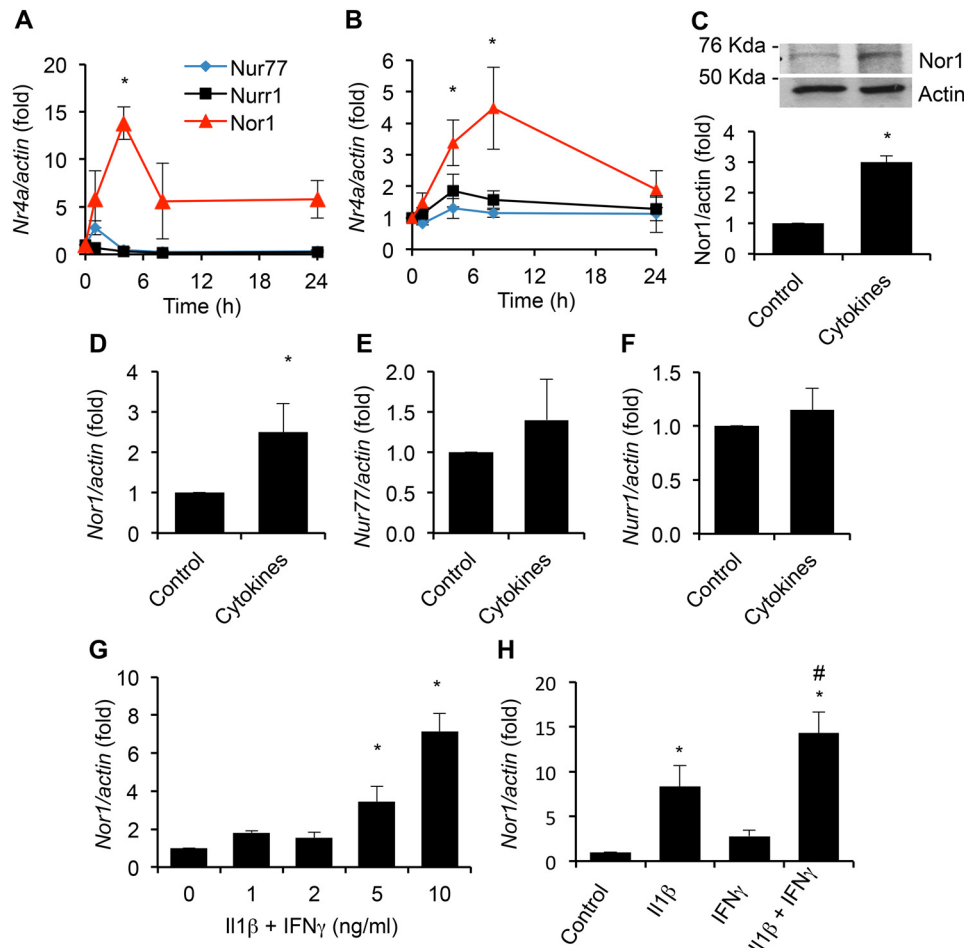 A
Nr4a/actin (fold)
20
15
10
5
0
*
Nur77
Nurr1
Nor1
0 6 12 18 24
Time (h)
B
Nr4a/actin (fold)
6
5
4
3
2
1
0
* *
0 6 12 18 24
Time (h)
C
76 Kda -
50 Kda -
Nor1
Actin
Nor1/actin (fold)
4
3
2
1
0
*
Control Cytokines
D
Nor1/actin (fold)
4
3
2
1
0
*
Control Cytokines
E
Nur77/actin (fold)
2.0
1.5
1.0
0.5
0.0
Control Cytokines
F
Nurr1/actin (fold)
1.5
1.0
0.5
0.0
Control Cytokines
G
Nor1/actin (fold)
10
8
6
4
2
0
* *
0 1 2 5 10
Il1β + IFNγ (ng/ml)
H
Nor1/actin (fold)
20
15
10
5
0
*
#
*
Control Il1β IFNγ Il1β + IFNγ